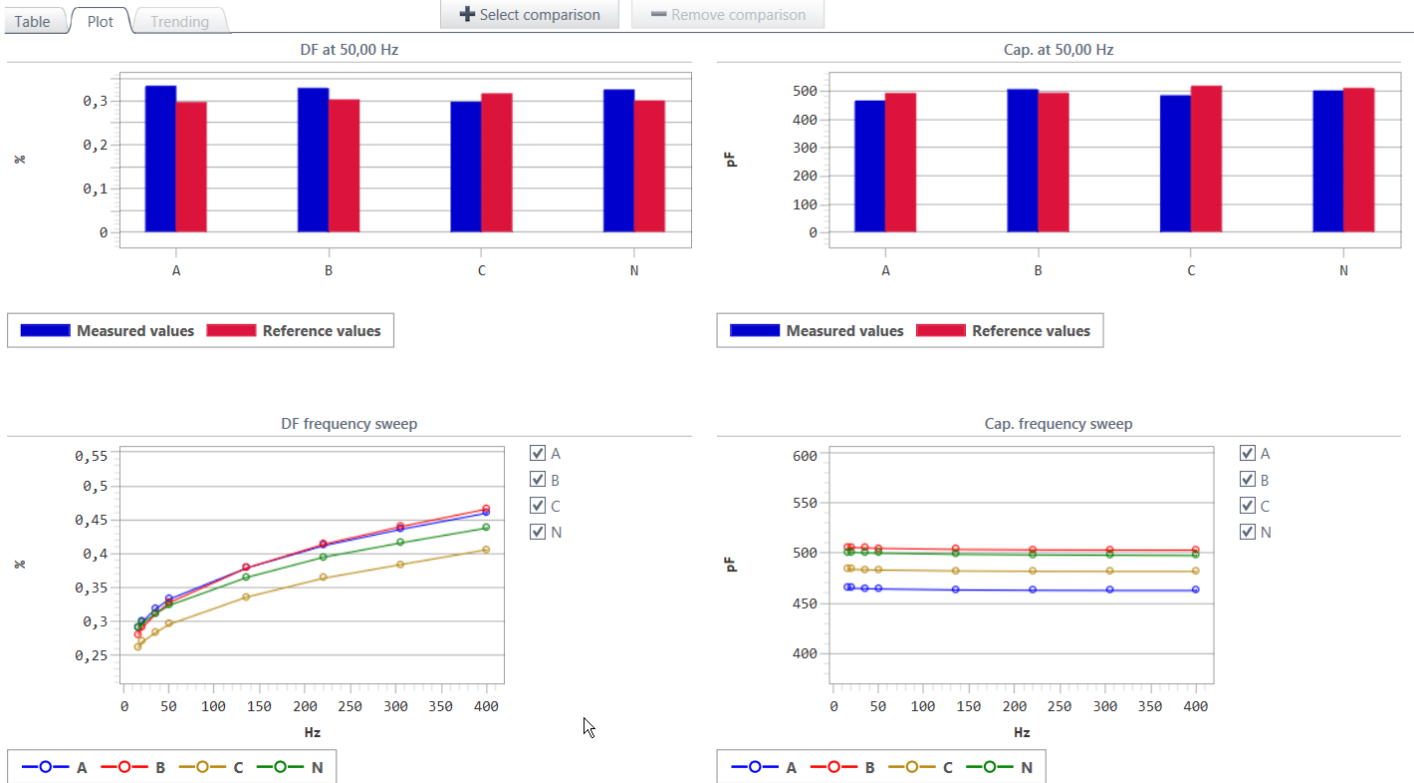 Table Plot Trending Select comparison Remove comparison
DF at 50,00 Hz
%
0,3
0,2
0,1
0
A B C N
Measured values Reference values
Cap. at 50,00 Hz
pF
500
400
300
200
100
0
A B C N
Measured values Reference values
DF frequency sweep
%
0,55
0,5
0,45
0,4
0,35
0,3
0,25
0 50 100 150 200 250 300 350 400
Hz
A
B
C
N
A B C N
Cap. frequency sweep
pF
600
550
500
450
400
0 50 100 150 200 250 300 350 400
Hz
A
B
C
N
A B C N